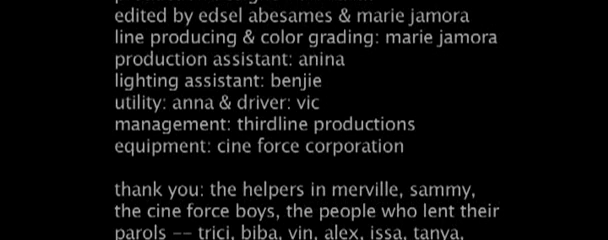 edited by edsel abesames & marie jamora
line producing & color grading: marie jamora
production assistant: anina
lighting assistant: benjie
utility: anna & driver: vic
management: thirdline productions
equipment: cine force corporation
thank you: the helpers in merville, sammy,
the cine force boys, the people who lent their
parols -- trici, biba, vin, alex, issa, tanya,